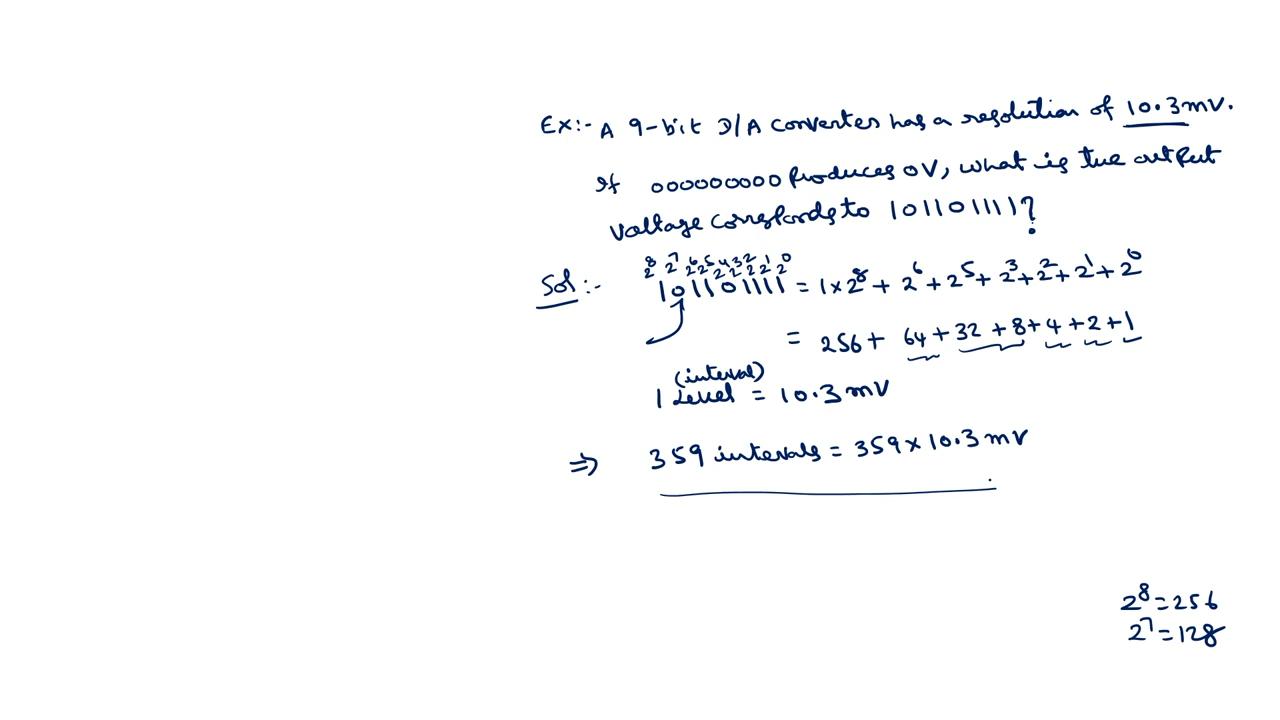 Ex:- A 9-bit D/A converter has a resolution of 10.3mV.
If 000000000 Produces 0V, what is the output
voltage corresponds to 101101111?
2⁸ 2⁷ 2⁶ 2⁵ 2⁴ 2³ 2² 2¹ 2⁰
Sol:- 101101111 = 1×2⁸ + 2⁶ + 2⁵ + 2³ + 2² + 2¹ + 2⁰
= 256 + 64 + 32 + 8 + 4 + 2 + 1
(interval)
1 Level = 10.3 mV
⇒ 359 intervals = 359 × 10.3 mV
2⁸ = 256
2⁷ = 128